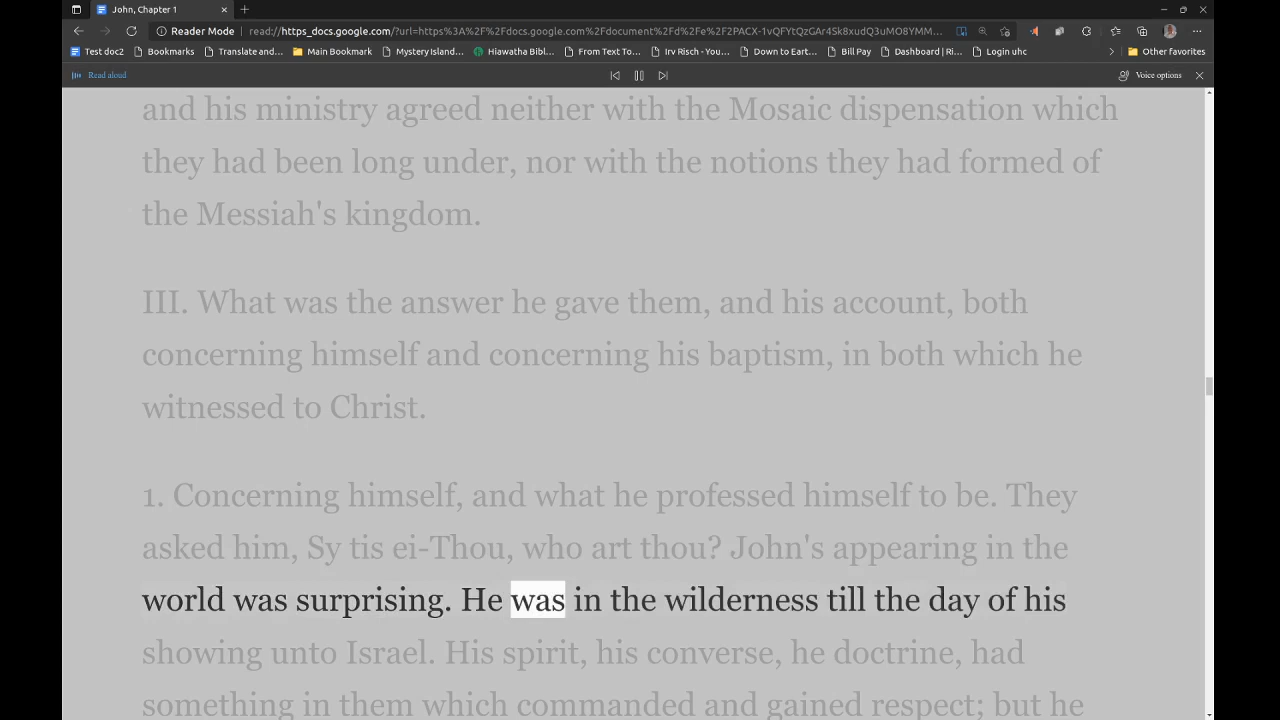 John, Chapter 1
Reader Mode
read://https_docs.google.com/?url=https%3A%2F%2Fdocs.google.com%2Fdocument%2Fd%2Fe%2F2PACX-1vQFYtQzGAr4Sk8xudQ3uMO8YMM...
Test doc2
Bookmarks
Translate and...
Main Bookmark
Mystery Island...
Hiawatha Bibl...
From Text To...
Irv Risch - You...
Down to Eart...
Bill Pay
Dashboard | Ri...
Login uhc
Other favorites
Read aloud
Voice options
and his ministry agreed neither with the Mosaic dispensation which
they had been long under, nor with the notions they had formed of
the Messiah's kingdom.
III. What was the answer he gave them, and his account, both
concerning himself and concerning his baptism, in both which he
witnessed to Christ.
1. Concerning himself, and what he professed himself to be. They
asked him, Sy tis ei-Thou, who art thou? John's appearing in the
world was surprising. He was in the wilderness till the day of his
showing unto Israel. His spirit, his converse, he doctrine, had
something in them which commanded and gained respect; but he